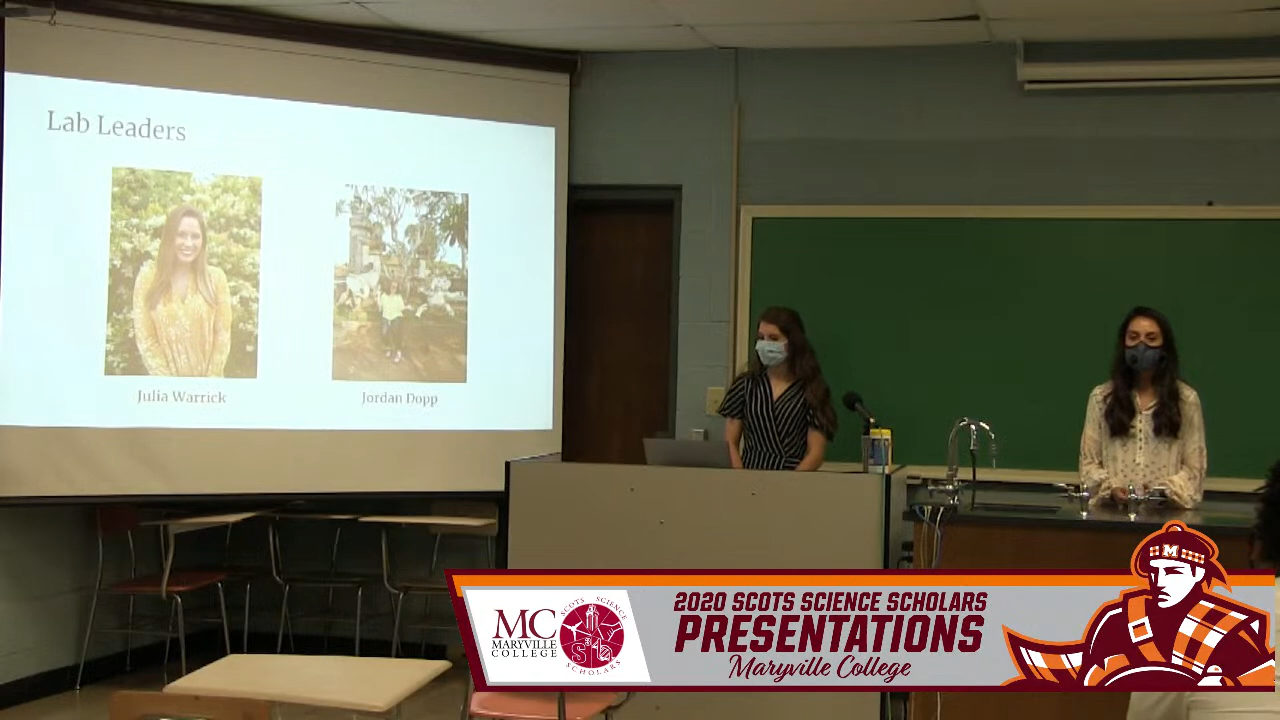 Lab Leaders
Julia Warrick
Jordan Dopp
MC
MARYVILLE
COLLEGE
SCOTS SCIENCE
SCHOLARS
2020 SCOTS SCIENCE SCHOLARS
PRESENTATIONS
Maryville College
M